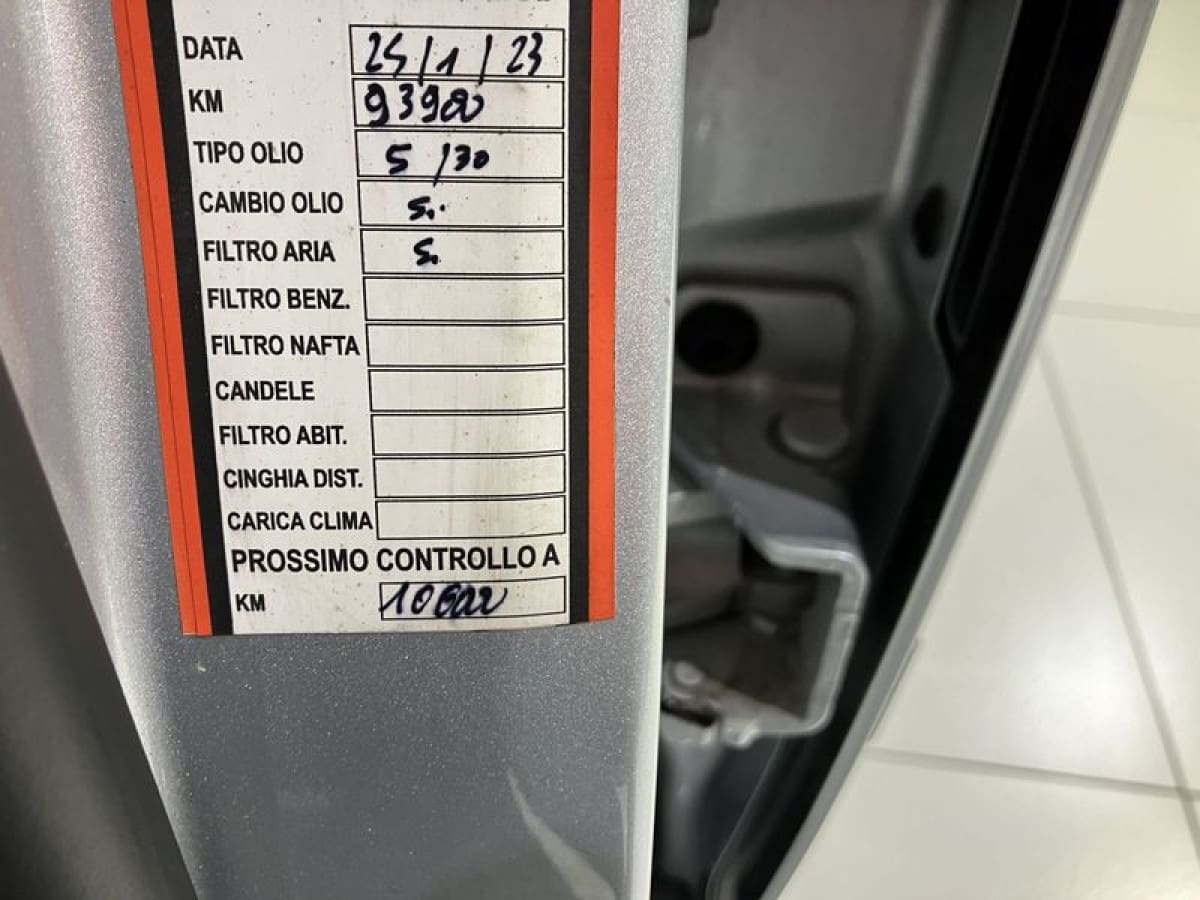 DATA 25/1/23
KM 93900
TIPO OLIO 5/30
CAMBIO OLIO S..
FILTRO ARIA S.
FILTRO BENZ.
FILTRO NAFTA
CANDELE
FILTRO ABIT.
CINGHIA DIST.
CARICA CLIMA
PROSSIMO CONTROLLO A
KM